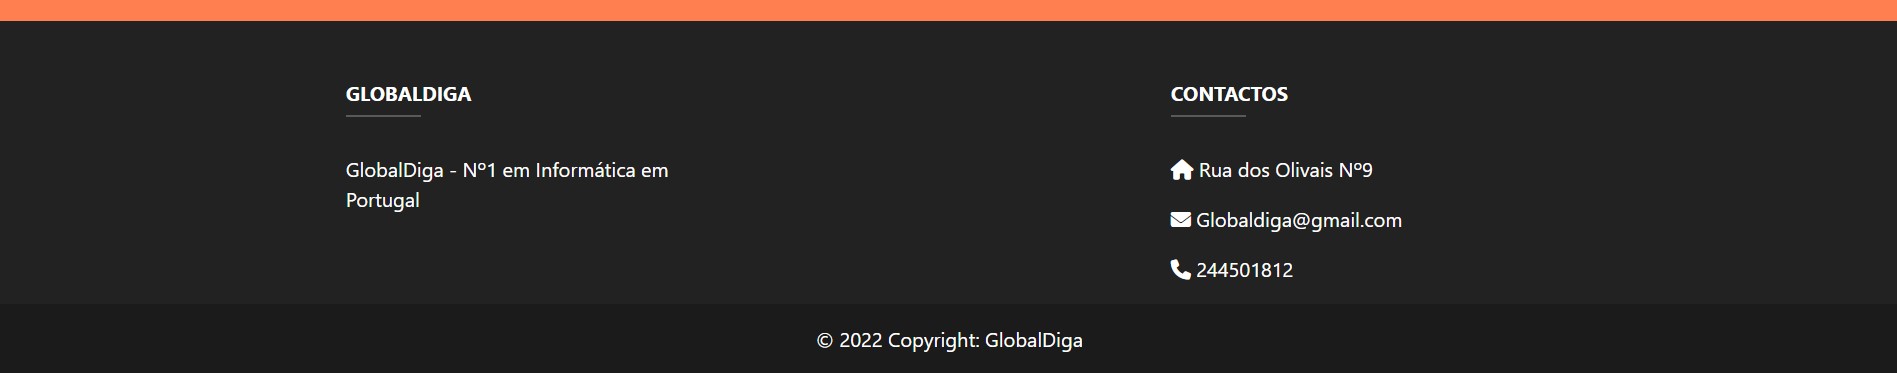 GLOBALDIGA
GlobalDiga - Nº1 em Informática em
Portugal
CONTACTOS
Rua dos Olivais Nº9
Globaldiga@gmail.com
244501812
© 2022 Copyright: GlobalDiga